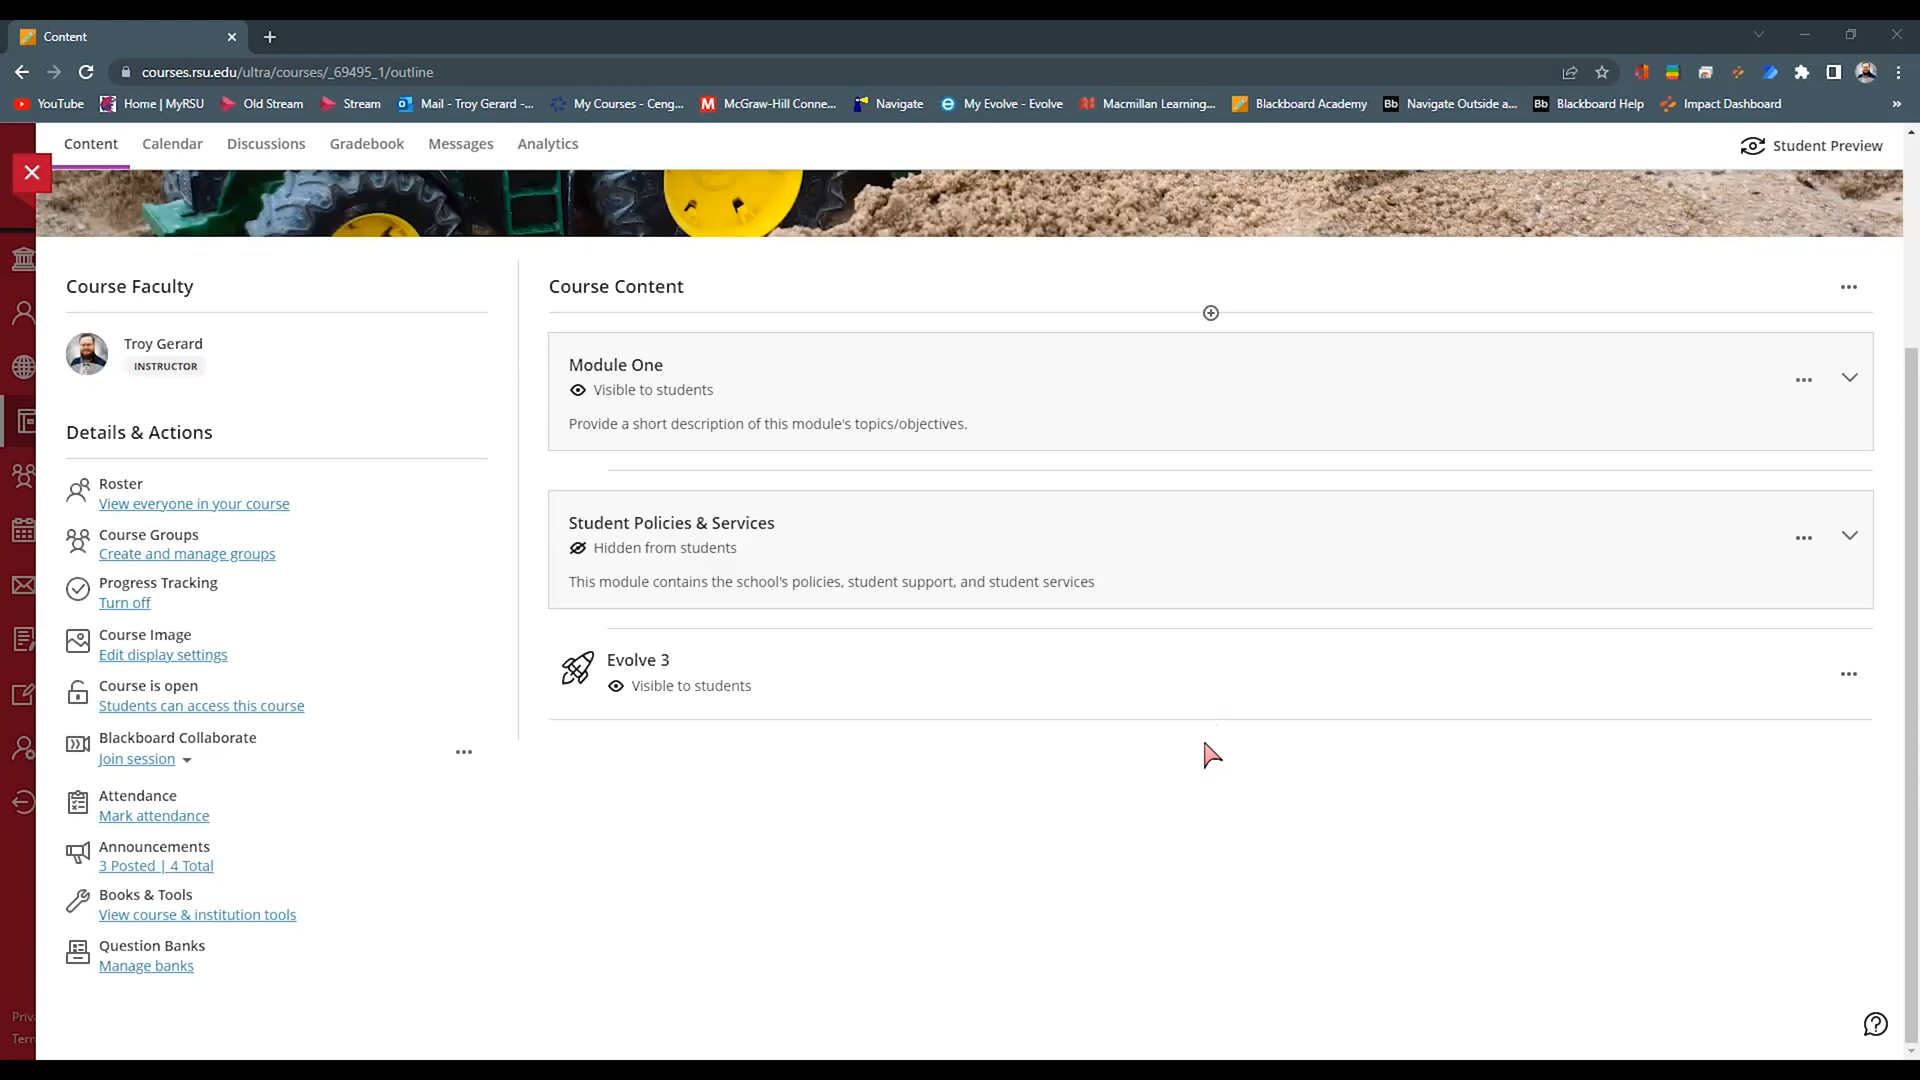 Content
courses.rsu.edu/ultra/courses/_69495_1/outline
YouTube
Home | MyRSU
Old Stream
Stream
Mail - Troy Gerard -...
My Courses - Ceng...
McGraw-Hill Conne...
Navigate
My Evolve - Evolve
Macmillan Learning...
Blackboard Academy
Bb Navigate Outside a...
Bb Blackboard Help
Impact Dashboard
Content
Calendar
Discussions
Gradebook
Messages
Analytics
Student Preview
Course Faculty
Troy Gerard
INSTRUCTOR
Details & Actions
Roster
View everyone in your course
Course Groups
Create and manage groups
Progress Tracking
Turn off
Course Image
Edit display settings
Course is open
Students can access this course
Blackboard Collaborate
Join session
Attendance
Mark attendance
Announcements
3 Posted | 4 Total
Books & Tools
View course & institution tools
Question Banks
Manage banks
Course Content
Module One
Visible to students
Provide a short description of this module's topics/objectives.
Student Policies & Services
Hidden from students
This module contains the school's policies, student support, and student services
Evolve 3
Visible to students